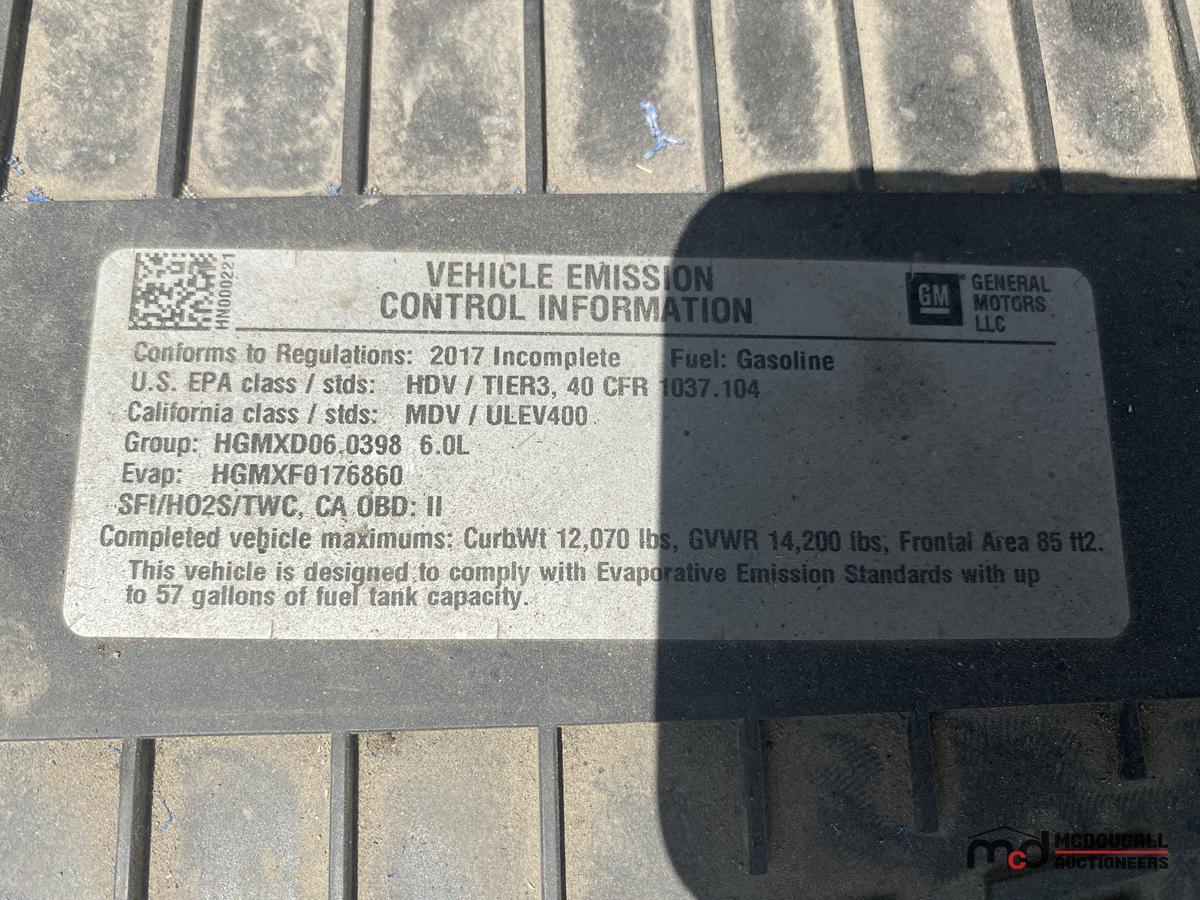 HN000221
VEHICLE EMISSION
CONTROL INFORMATION
GM
GENERAL
MOTORS
LLC
Conforms to Regulations: 2017 Incomplete Fuel: Gasoline
U.S. EPA class / stds: HDV / TIER3, 40 CFR 1037.104
California class / stds: MDV / ULEV400
Group: HGMXD06.0398 6.0L
Evap: HGMXF0176860
SFI/HO2S/TWC, CA OBD: II
Completed vehicle maximums: CurbWt 12,070 lbs, GVWR 14,200 lbs, Frontal Area 85 ft2.
This vehicle is designed to comply with Evaporative Emission Standards with up
to 57 gallons of fuel tank capacity.
mcd
MCDOUGALL
AUCTIONEERS